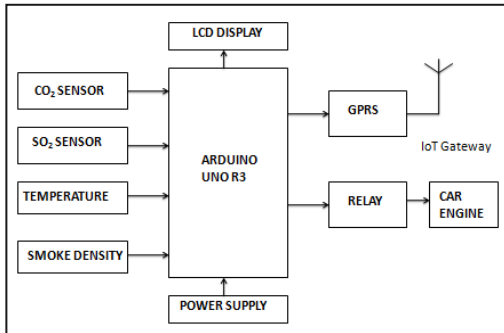 LCD DISPLAY
CO₂ SENSOR
SO₂ SENSOR
TEMPERATURE
SMOKE DENSITY
ARDUINO
UNO R3
POWER SUPPLY
GPRS
IoT Gateway
RELAY
CAR
ENGINE